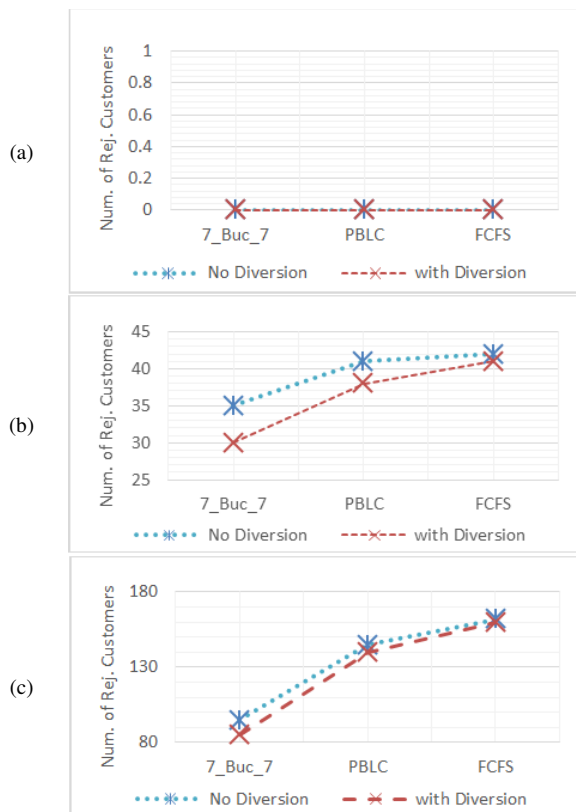 (a)
Num. of Rej. Customers
1
0.8
0.6
0.4
0.2
0
7_Buc_7 PBLC FCFS
No Diversion with Diversion
(b)
Num. of Rej. Customers
45
40
35
30
25
7_Buc_7 PBLC FCFS
No Diversion with Diversion
(c)
Num. of Rej. Customers
180
130
80
7_Buc_7 PBLC FCFS
No Diversion with Diversion